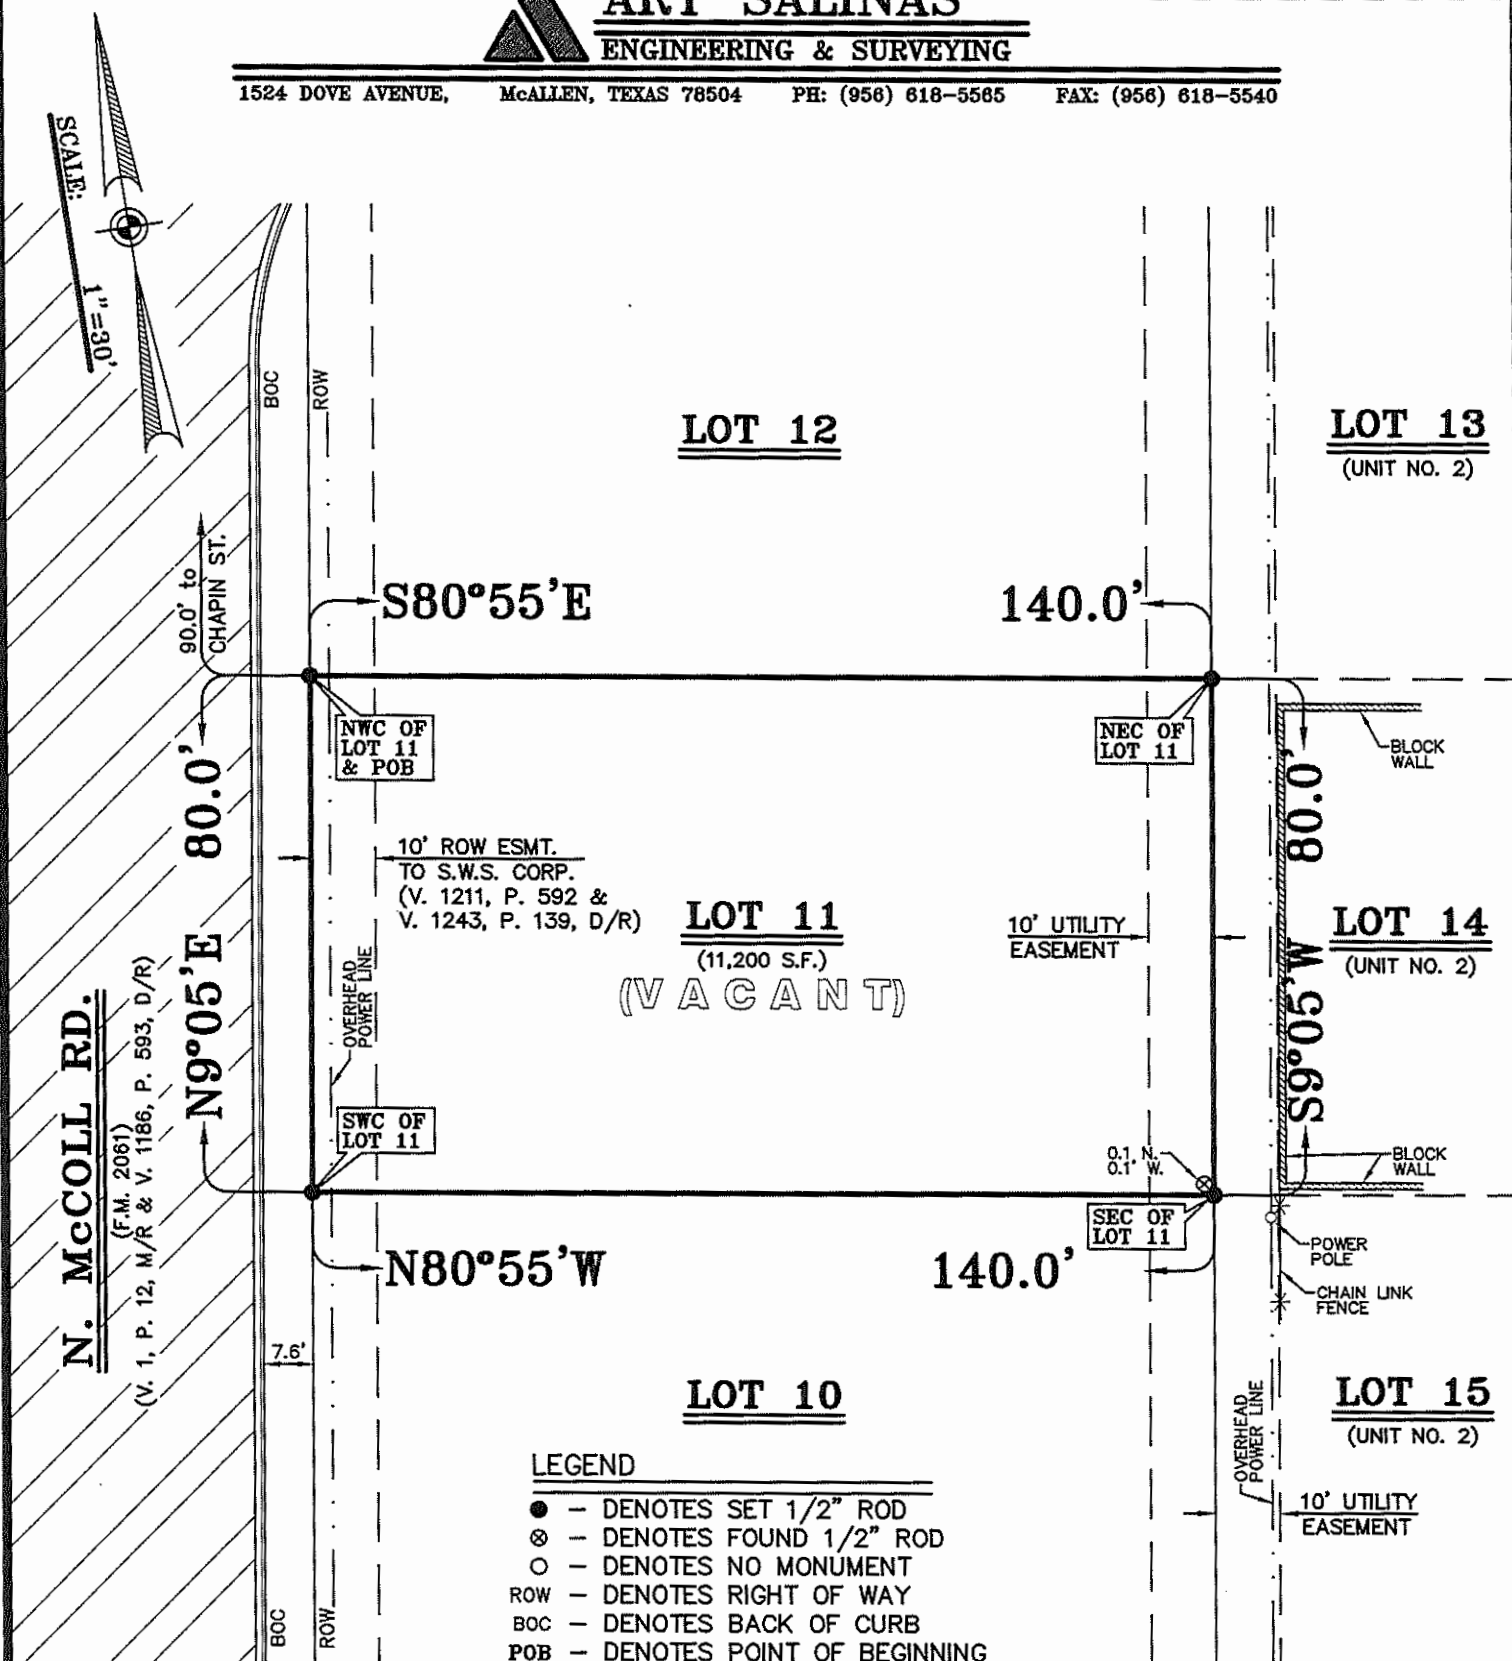 ART SALINAS
ENGINEERING & SURVEYING
1524 DOVE AVENUE, McALLEN, TEXAS 78504 PH: (956) 618-5565 FAX: (956) 618-5540
SCALE: 1"=30'
BOC
ROW
LOT 12
LOT 13
(UNIT NO. 2)
90.0' to
CHAPIN ST.
S80°55'E
140.0'
NWC OF
LOT 11
& POB
NEC OF
LOT 11
BLOCK
WALL
80.0'
N9°05'E
80.0'
S9°05'W
10' ROW ESMT.
TO S.W.S. CORP.
(V. 1211, P. 592 &
V. 1243, P. 139, D/R)
LOT 11
(11,200 S.F.)
(VACANT)
10' UTILITY
EASEMENT
LOT 14
(UNIT NO. 2)
OVERHEAD
POWER LINE
N. McCOLL RD.
(F.M. 2061)
(V. 1, P. 12, M/R & V. 1186, P. 593, D/R)
SWC OF
LOT 11
0.1 N.
0.1' W.
BLOCK
WALL
SEC OF
LOT 11
N80°55'W
140.0'
POWER
POLE
CHAIN LINK
FENCE
7.6'
LOT 10
LOT 15
(UNIT NO. 2)
OVERHEAD
POWER LINE
10' UTILITY
EASEMENT
LEGEND
● – DENOTES SET 1/2" ROD
⊗ – DENOTES FOUND 1/2" ROD
○ – DENOTES NO MONUMENT
ROW – DENOTES RIGHT OF WAY
BOC – DENOTES BACK OF CURB
POB – DENOTES POINT OF BEGINNING
BOC
ROW